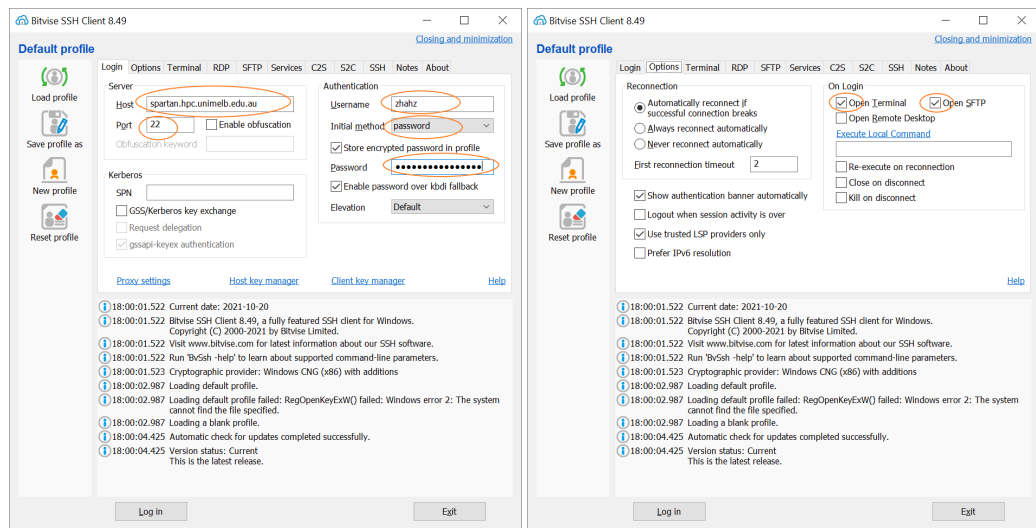 Bitvise SSH Client 8.49
Default profile
Closing and minimization
Load profile
Save profile as
New profile
Reset profile
Login Options Terminal RDP SFTP Services C2S S2C SSH Notes About
Server
Host spartan.hpc.unimelb.edu.au
Port 22 Enable obfuscation
Obfuscation keyword
Kerberos
SPN
GSS/Kerberos key exchange
Request delegation
gssapi-keyex authentication
Authentication
Username zhahz
Initial method password
Store encrypted password in profile
Password ●●●●●●●●●●●●●●●●
Enable password over kbdi fallback
Elevation Default
Proxy settings Host key manager Client key manager Help
18:00:01.522 Current date: 2021-10-20
18:00:01.522 Bitvise SSH Client 8.49, a fully featured SSH client for Windows.
Copyright (C) 2000-2021 by Bitvise Limited.
18:00:01.522 Visit www.bitvise.com for latest information about our SSH software.
18:00:01.522 Run 'BvSsh -help' to learn about supported command-line parameters.
18:00:01.523 Cryptographic provider: Windows CNG (x86) with additions
18:00:02.987 Loading default profile.
18:00:02.987 Loading default profile failed: RegOpenKeyExW() failed: Windows error 2: The system
cannot find the file specified.
18:00:02.987 Loading a blank profile.
18:00:04.425 Automatic check for updates completed successfully.
18:00:04.425 Version status: Current
This is the latest release.
Log in Exit
Bitvise SSH Client 8.49
Default profile
Closing and minimization
Load profile
Save profile as
New profile
Reset profile
Login Options Terminal RDP SFTP Services C2S S2C SSH Notes About
Reconnection
Automatically reconnect if
successful connection breaks
Always reconnect automatically
Never reconnect automatically
First reconnection timeout 2
Show authentication banner automatically
Logout when session activity is over
Use trusted LSP providers only
Prefer IPv6 resolution
On Login
Open Terminal Open SFTP
Open Remote Desktop
Execute Local Command
Re-execute on reconnection
Close on disconnect
Kill on disconnect
Help
18:00:01.522 Current date: 2021-10-20
18:00:01.522 Bitvise SSH Client 8.49, a fully featured SSH client for Windows.
Copyright (C) 2000-2021 by Bitvise Limited.
18:00:01.522 Visit www.bitvise.com for latest information about our SSH software.
18:00:01.522 Run 'BvSsh -help' to learn about supported command-line parameters.
18:00:01.523 Cryptographic provider: Windows CNG (x86) with additions
18:00:02.987 Loading default profile.
18:00:02.987 Loading default profile failed: RegOpenKeyExW() failed: Windows error 2: The system
cannot find the file specified.
18:00:02.987 Loading a blank profile.
18:00:04.425 Automatic check for updates completed successfully.
18:00:04.425 Version status: Current
This is the latest release.
Log in Exit